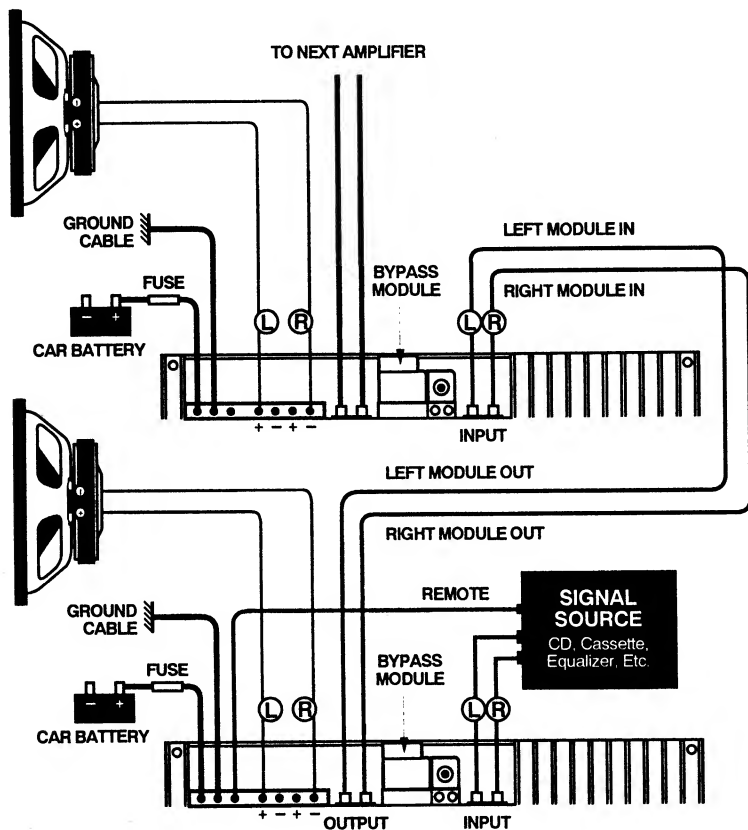 TO NEXT AMPLIFIER
GROUND
CABLE
LEFT MODULE IN
BYPASS
MODULE
RIGHT MODULE IN
FUSE
- +
CAR BATTERY
L R
L R
- +
+ - + -
INPUT
LEFT MODULE OUT
RIGHT MODULE OUT
- +
REMOTE
SIGNAL
SOURCE
CD, Cassette,
Equalizer, Etc.
GROUND
CABLE
BYPASS
MODULE
FUSE
- +
CAR BATTERY
L R
L R
+ - + -
OUTPUT
INPUT